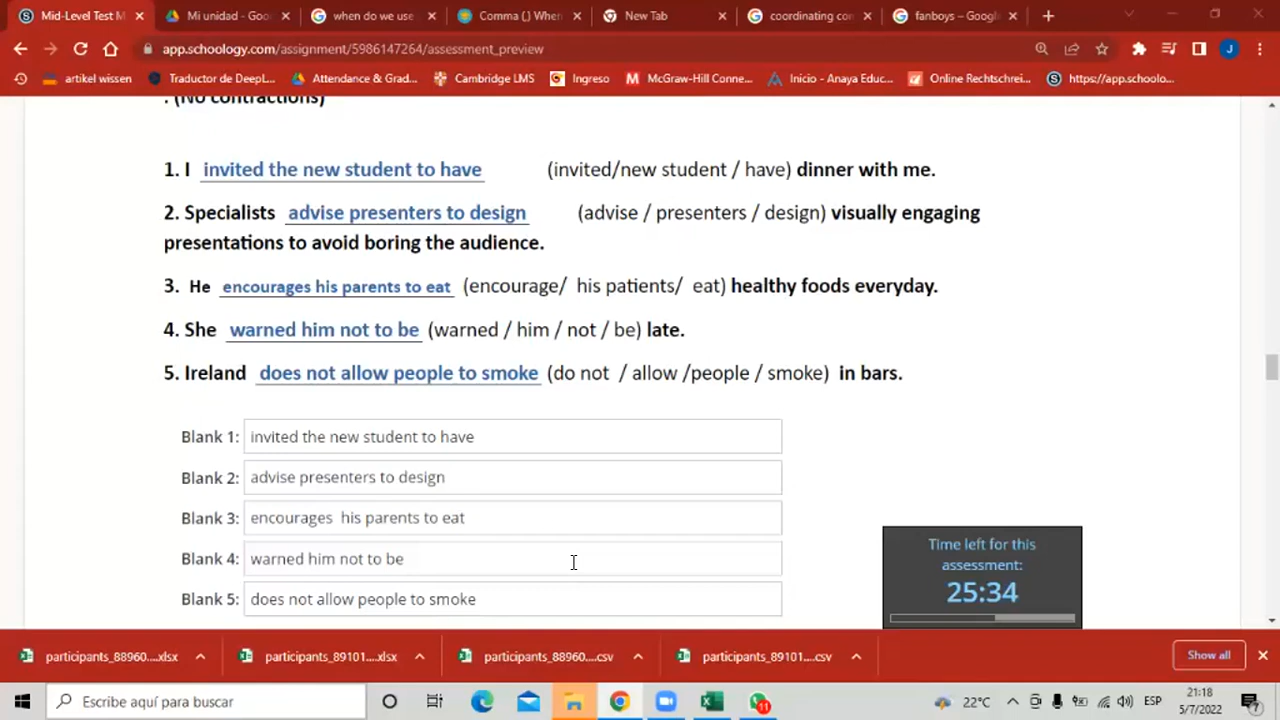 Mid-Level Test M
Mi unidad - Goo
when do we use
Comma (,) When
New Tab
coordinating con
fanboys – Google
app.schoology.com/assignment/5986147264/assessment_preview
J
artikel wissen
Traductor de DeepL...
Attendance & Grad...
Cambridge LMS
Ingreso
McGraw-Hill Conne...
Inicio - Anaya Educ...
Online Rechtschrei...
https://app.schoolo...
. (No contractions)
1. I invited the new student to have (invited/new student / have) dinner with me.
2. Specialists advise presenters to design (advise / presenters / design) visually engaging
presentations to avoid boring the audience.
3. He encourages his parents to eat (encourage/ his patients/ eat) healthy foods everyday.
4. She warned him not to be (warned / him / not / be) late.
5. Ireland does not allow people to smoke (do not / allow /people / smoke) in bars.
Blank 1: invited the new student to have
Blank 2: advise presenters to design
Blank 3: encourages his parents to eat
Blank 4: warned him not to be
Blank 5: does not allow people to smoke
Time left for this
assessment:
25:34
participants_88960....xlsx
participants_89101....xlsx
participants_88960....csv
participants_89101....csv
Show all
Escribe aquí para buscar
11
22°C
ESP
21:18
5/7/2022
7